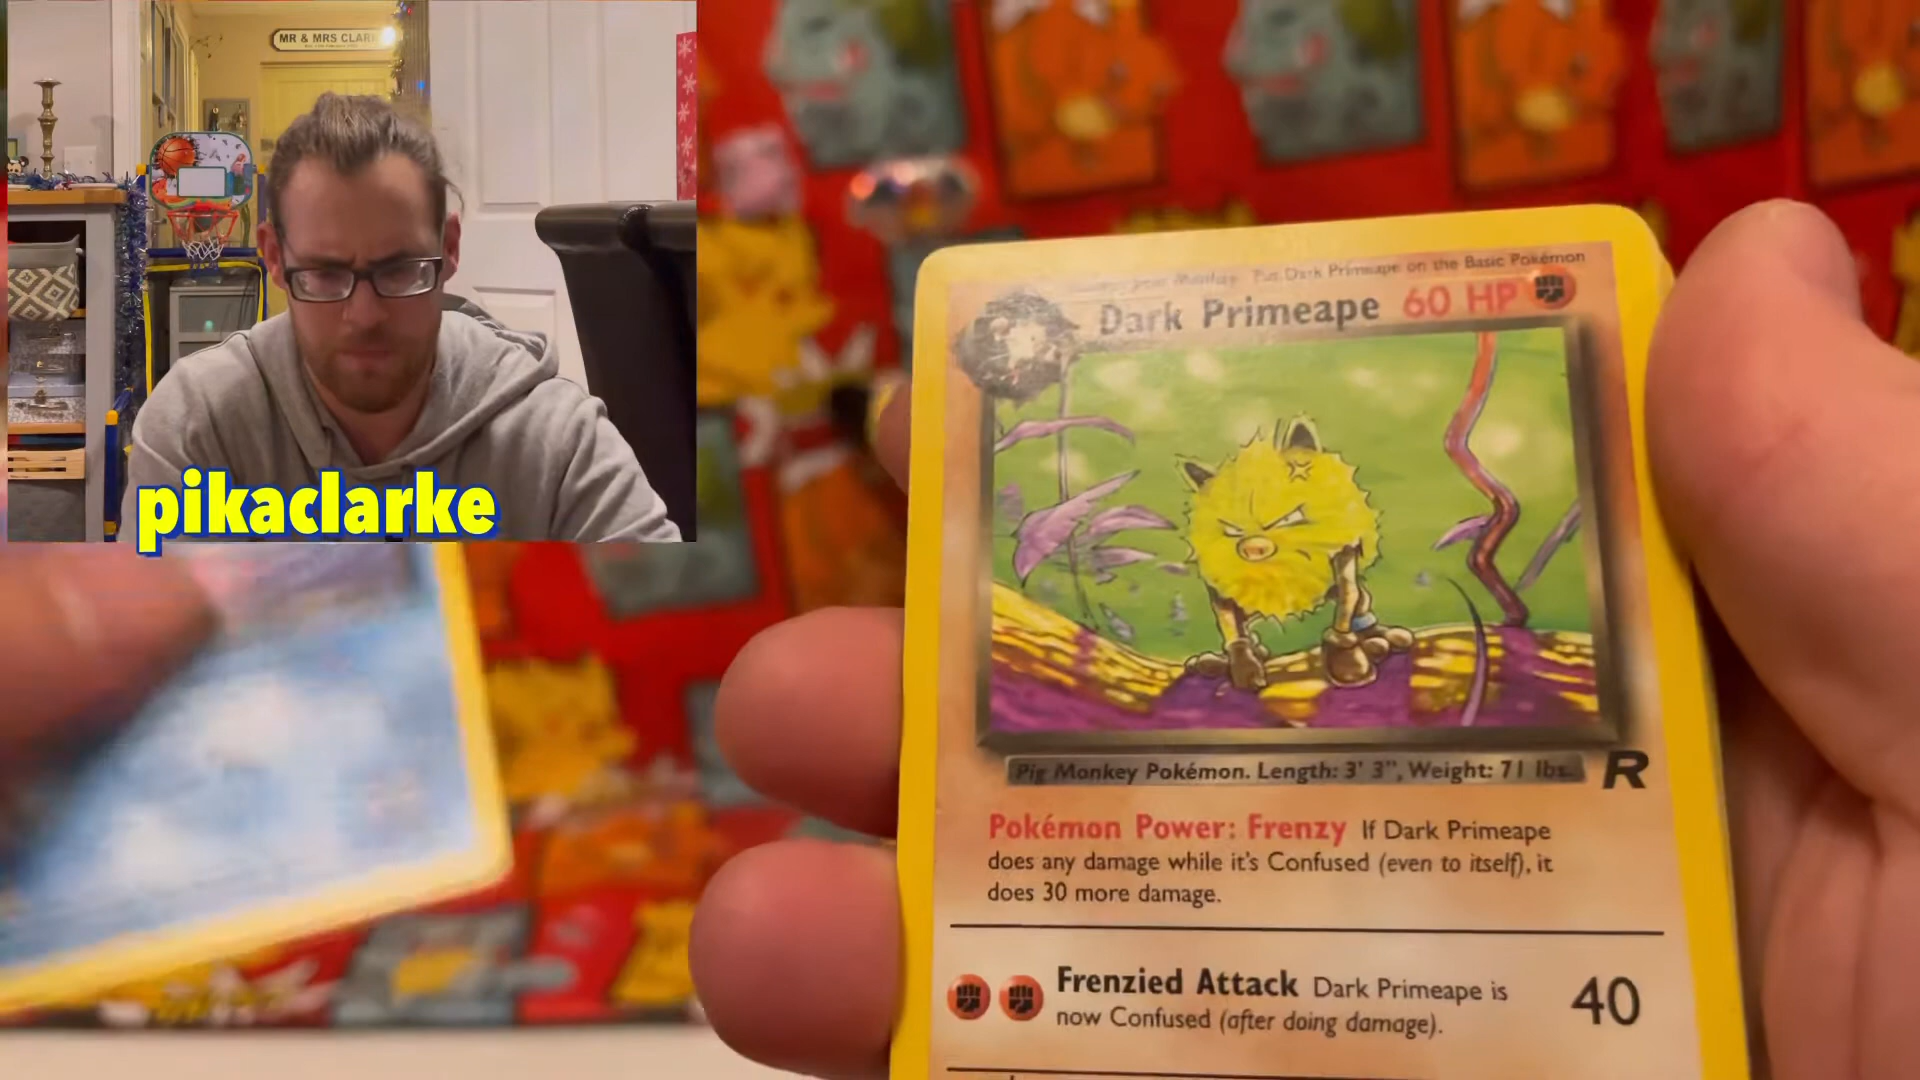 MR & MRS CLARK
pikaclarke
Put Dark Primeape on the Basic Pokémon
Dark Primeape 60 HP
Pig Monkey Pokémon. Length: 3' 3", Weight: 71 lbs.
R
Pokémon Power: Frenzy If Dark Primeape
does any damage while it's Confused (even to itself), it
does 30 more damage.
Frenzied Attack Dark Primeape is
now Confused (after doing damage).
40